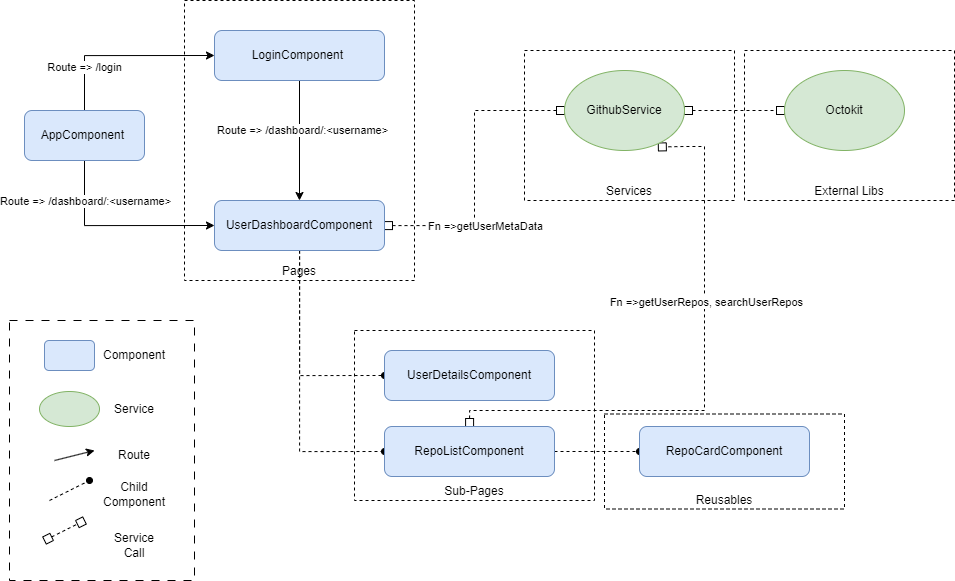 LoginComponent
Route => /login
AppComponent
Route => /dashboard/:<username>
Route => /dashboard/:<username>
UserDashboardComponent
Pages
Fn =>getUserMetaData
GithubService
Services
Octokit
External Libs
Fn =>getUserRepos, searchUserRepos
UserDetailsComponent
RepoListComponent
Sub-Pages
RepoCardComponent
Reusables
Component
Service
Route
Child
Component
Service
Call